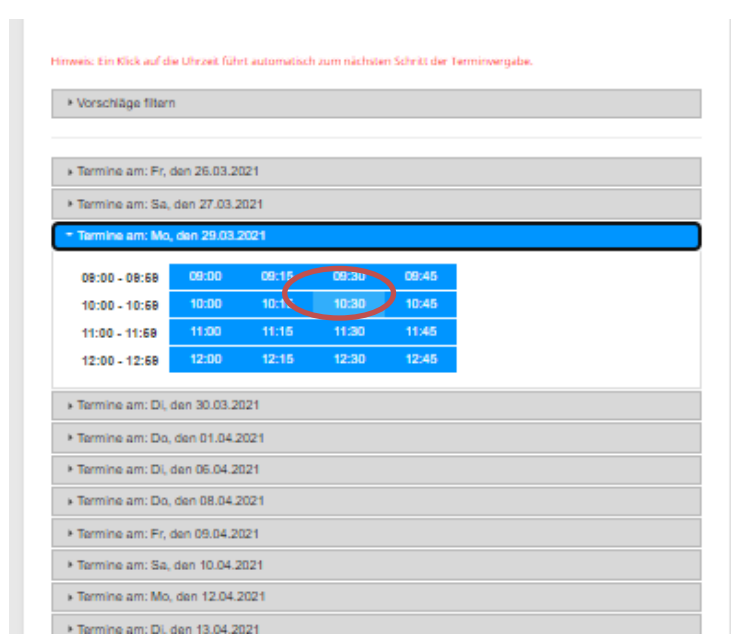 Hinweis: Ein Klick auf die Uhrzeit führt automatisch zum nächsten Schritt der Terminvergabe.
Vorschläge filtern
Termine am: Fr, den 26.03.2021
Termine am: Sa, den 27.03.2021
Termine am: Mo, den 29.03.2021
09:00 - 09:59 09:00 09:15 09:30 09:45
10:00 - 10:59 10:00 10:15 10:30 10:45
11:00 - 11:59 11:00 11:15 11:30 11:45
12:00 - 12:59 12:00 12:15 12:30 12:45
Termine am: Di, den 30.03.2021
Termine am: Do, den 01.04.2021
Termine am: Di, den 06.04.2021
Termine am: Do, den 08.04.2021
Termine am: Fr, den 09.04.2021
Termine am: Sa, den 10.04.2021
Termine am: Mo, den 12.04.2021
Termine am: Di, den 13.04.2021